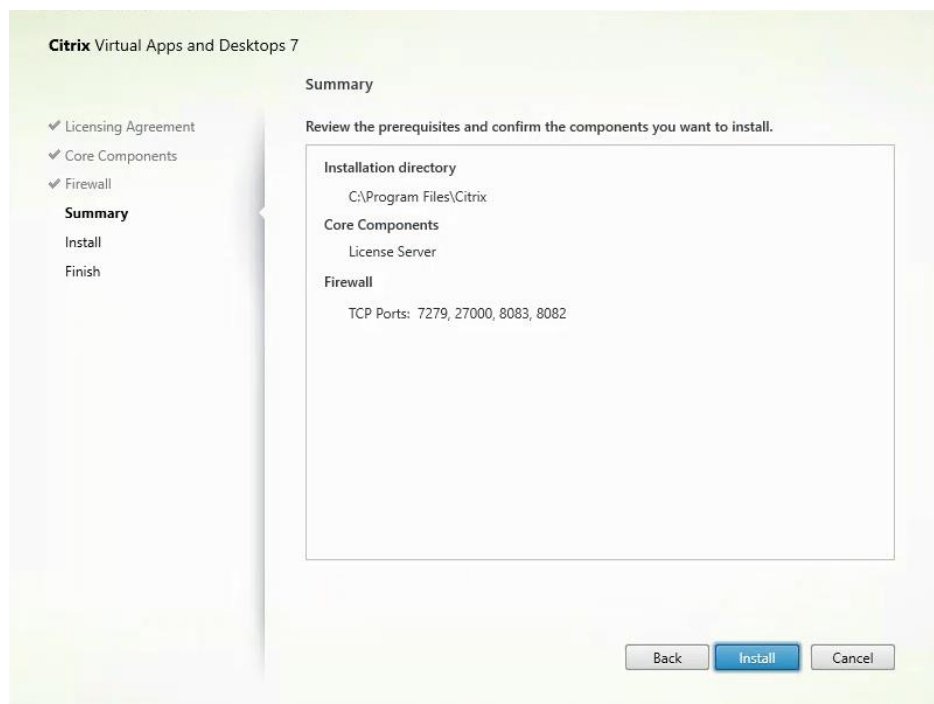 Citrix Virtual Apps and Desktops 7
Licensing Agreement
Core Components
Firewall
Summary
Install
Finish
Summary
Review the prerequisites and confirm the components you want to install.
Installation directory
C:\Program Files\Citrix
Core Components
License Server
Firewall
TCP Ports: 7279, 27000, 8083, 8082
Back Install Cancel